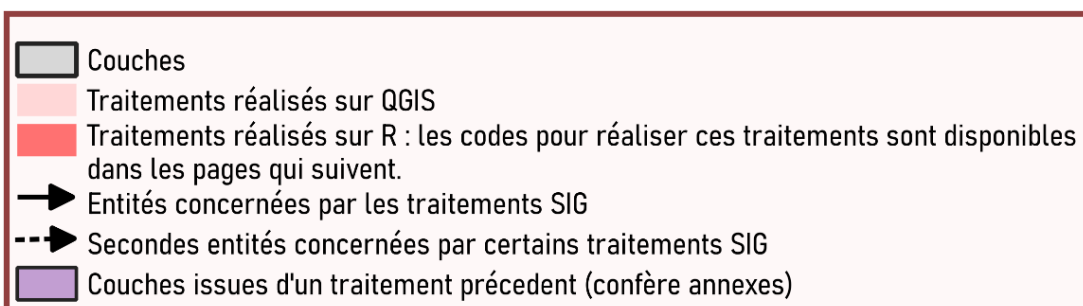 Couches
Traitements réalisés sur QGIS
Traitements réalisés sur R : les codes pour réaliser ces traitements sont disponibles
dans les pages qui suivent.
Entités concernées par les traitements SIG
Secondes entités concernées par certains traitements SIG
Couches issues d'un traitement précedent (confère annexes)